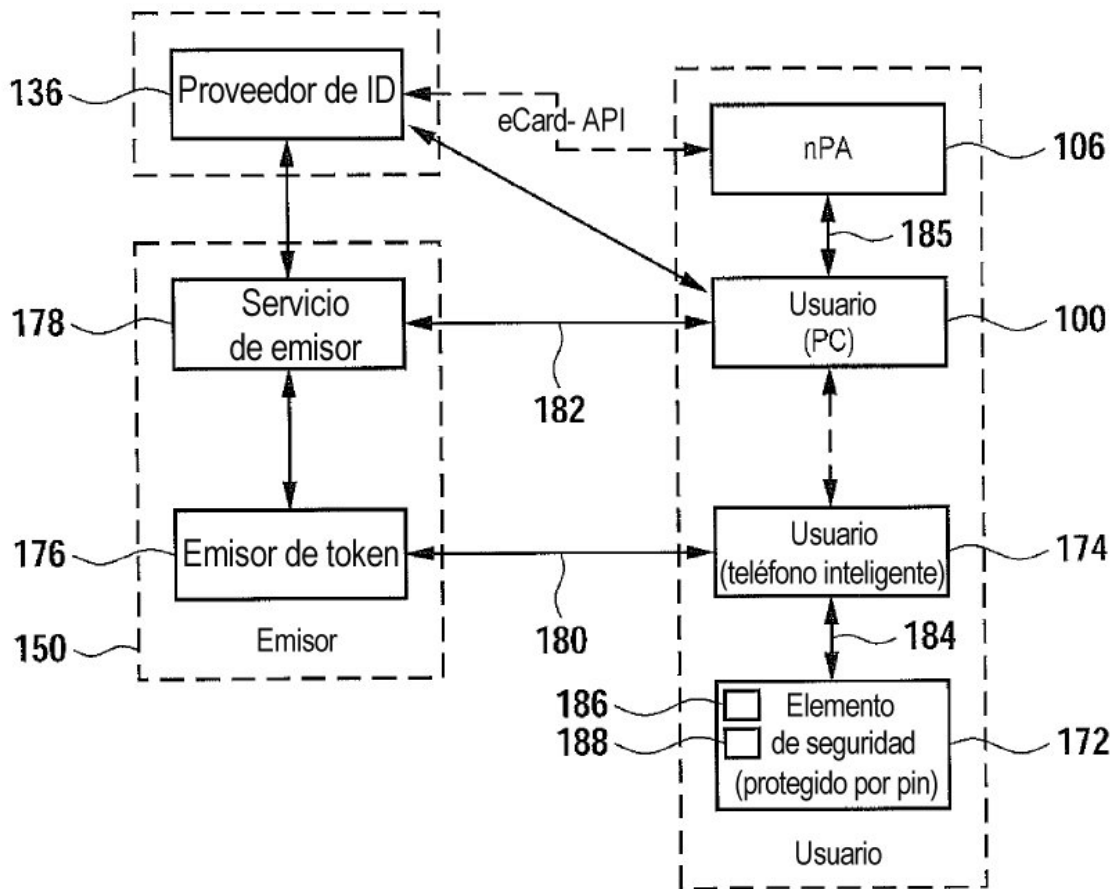 136
Proveedor de ID
eCard- API
nPA
106
185
178
Servicio
de emisor
182
Usuario
(PC)
100
176
Emisor de token
180
Usuario
(teléfono inteligente)
174
150
Emisor
184
186
188
Elemento
de seguridad
(protegido por pin)
172
Usuario